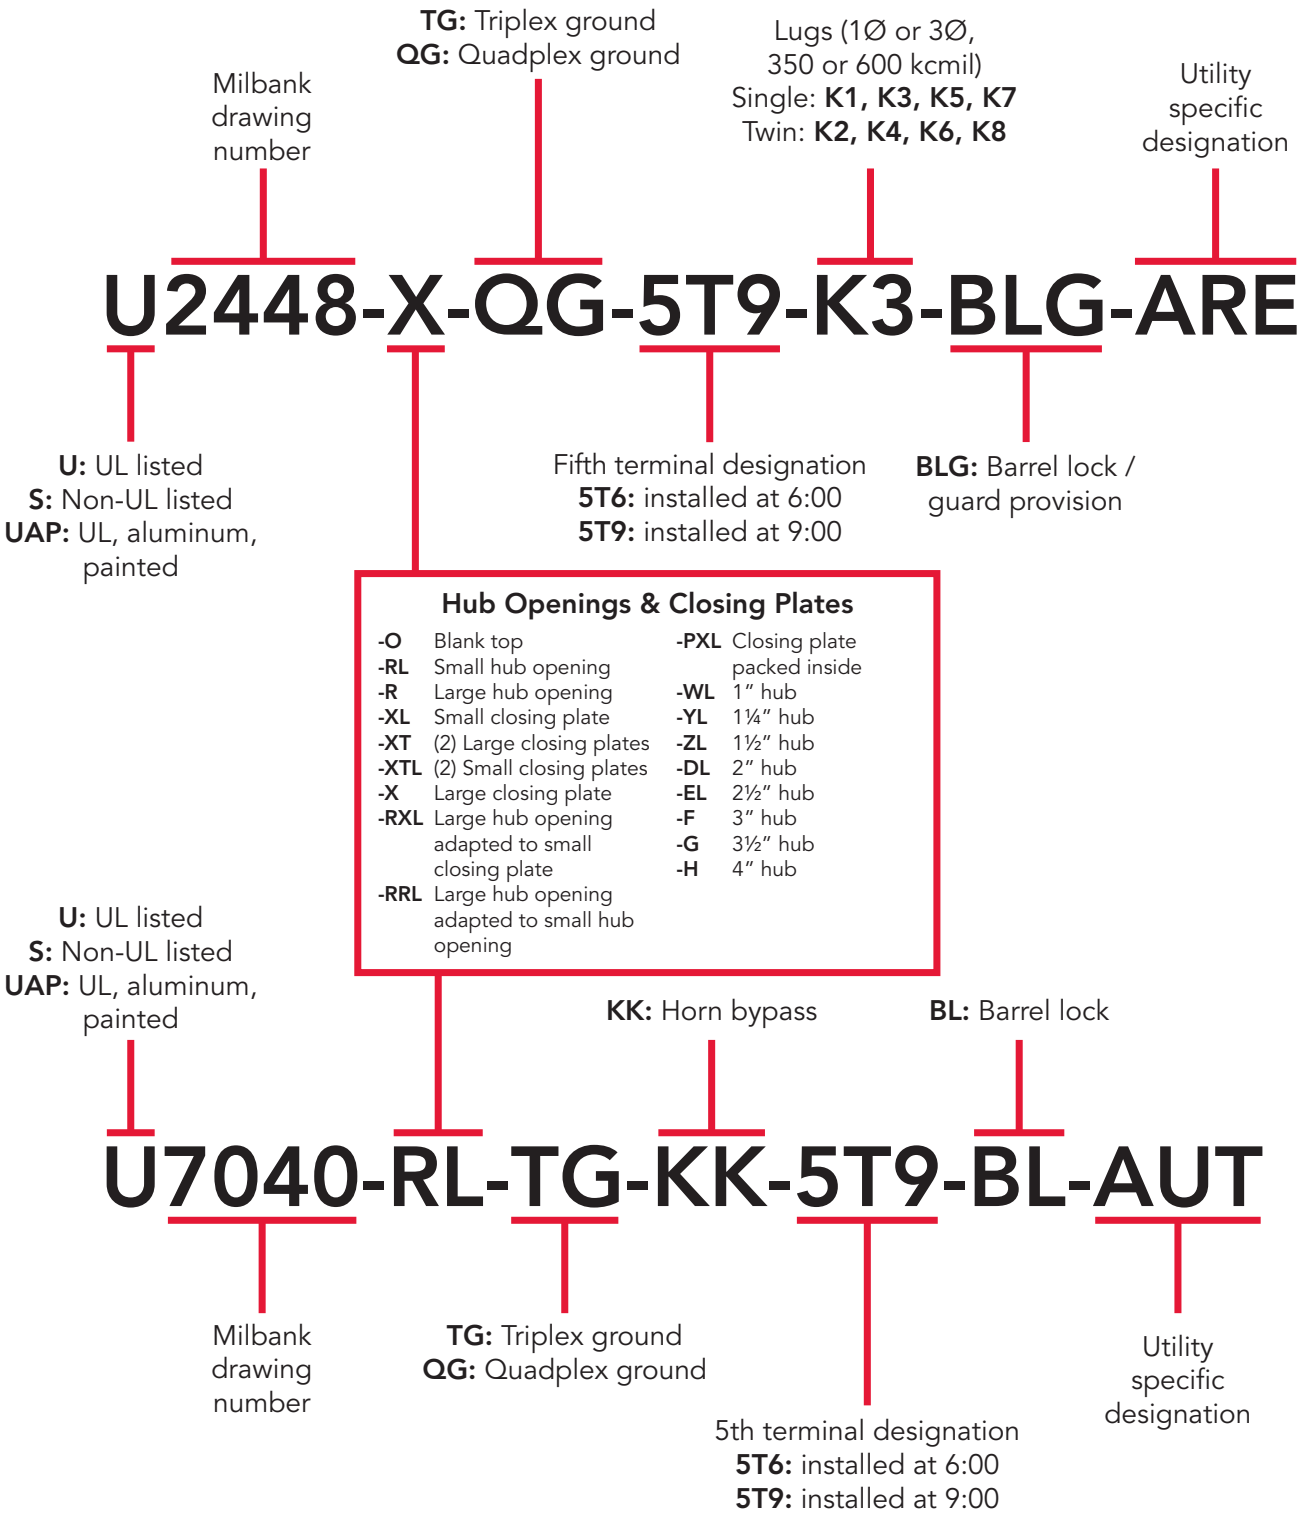 TG: Triplex ground
QG: Quadplex ground
Lugs (1Ø or 3Ø,
350 or 600 kcmil)
Single: K1, K3, K5, K7
Twin: K2, K4, K6, K8
Milbank
drawing
number
Utility
specific
designation
U2448-X-QG-5T9-K3-BLG-ARE
U: UL listed
S: Non-UL listed
UAP: UL, aluminum,
painted
Fifth terminal designation
5T6: installed at 6:00
5T9: installed at 9:00
BLG: Barrel lock /
guard provision
Hub Openings & Closing Plates
-O Blank top
-RL Small hub opening
-R Large hub opening
-XL Small closing plate
-XT (2) Large closing plates
-XTL (2) Small closing plates
-X Large closing plate
-RXL Large hub opening
adapted to small
closing plate
-RRL Large hub opening
adapted to small hub
opening
-PXL Closing plate
packed inside
-WL 1″ hub
-YL 1¼″ hub
-ZL 1½″ hub
-DL 2″ hub
-EL 2½″ hub
-F 3″ hub
-G 3½″ hub
-H 4″ hub
U: UL listed
S: Non-UL listed
UAP: UL, aluminum,
painted
KK: Horn bypass
BL: Barrel lock
U7040-RL-TG-KK-5T9-BL-AUT
Milbank
drawing
number
TG: Triplex ground
QG: Quadplex ground
5th terminal designation
5T6: installed at 6:00
5T9: installed at 9:00
Utility
specific
designation